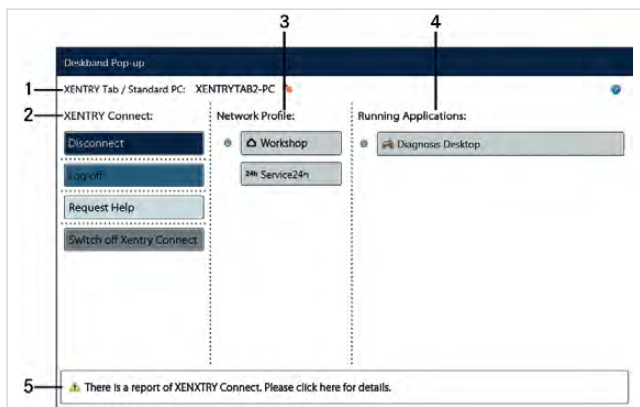 3 4
Deskband Pop-up
1 XENTRY Tab / Standard PC: XENTRYTAB2-PC
2 XENTRY Connect: Network Profile: Running Applications:
Disconnect Workshop Diagnosis Desktop
Log off 24h Service24h
Request Help
Switch off Xentry Connect
5 There is a report of XENXTRY Connect. Please click here for details.